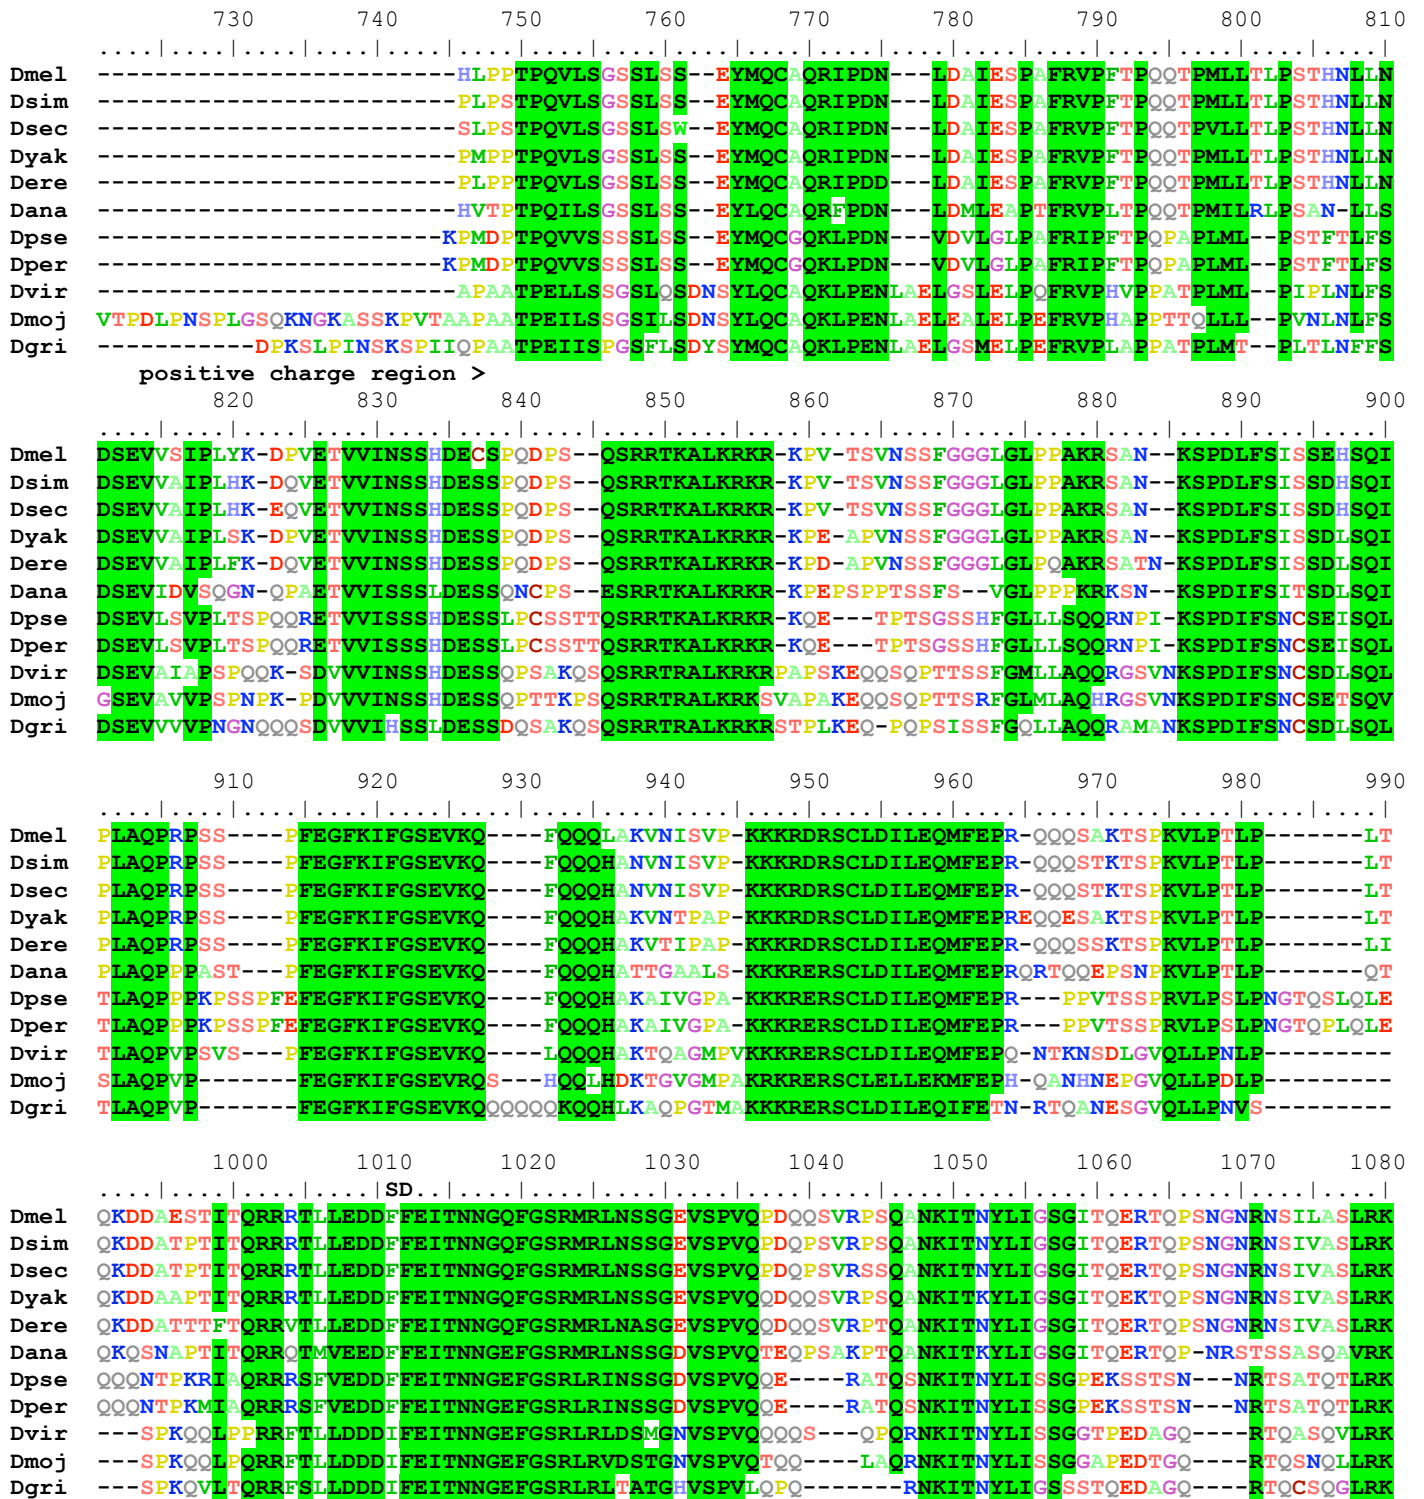 730 740 750 760 770 780 790 800 810
....|....|....|....|....|....|....|....|....|....|....|....|....|....|....|....|....|....|
Dmel -------------------------HLPPTPQVLSGSSLSS--EYMQCAQRIPDN---LDAIESPAFRVPFTPQQTPMLLTLPSTHNLLN
Dsim -------------------------PLPSTPQVLSGSSLSS--EYMQCAQRIPDN---LDAIESPAFRVPFTPQQTPMLLTLPSTHNLLN
Dsec -------------------------SLPSTPQVLSGSSLSW--EYMQCAQRIPDN---LDAIESPAFRVPFTPQQTPVLLTLPSTHNLLN
Dyak -------------------------PMPPTPQVLSGSSLSS--EYMQCAQRIPDN---LDAIESPAFRVPFTPQQTPMLLTLPSTHNLLN
Dere -------------------------PLPPTPQVLSGSSLSS--EYMQCAQRIPDD---LDAIESPAFRVPFTPQQTPMLLTLPSTHNLLN
Dana -------------------------HVTPTPQILSGSSLSS--EYLQCAQRFPDN---LDMLEAPTFRVPLTPQQTPMILRLPSAN-LLS
Dpse ------------------------KPMDPTPQVVSSSSLSS--EYMQCGQKLPDN---VDVLGLPAFRIPFTPQPAPLML--PSTFTLFS
Dper ------------------------KPMDPTPQVVSSSSLSS--EYMQCGQKLPDN---VDVLGLPAFRIPFTPQPAPLML--PSTFTLFS
Dvir -------------------------APAATPELLSSGSLQSDNSYLQCAQKLPENLAELGSLELPQFRVPHVPPATPLML--PIPLNLFS
Dmoj VTPDLPNSPLGSQKNGKASSKPVTAAPAATPEILSSGSILSDNSYLQCAQKLPENLAELEALELPEFRVPHAPPTTQLLL--PVNLNLFS
Dgri -----------DPKSLPINSKSPIIQPAATPEIISPGSFLSDYSYMQCAQKLPENLAELGSMELPEFRVPLAPPATPLMT--PLTLNFFS
positive charge region >
820 830 840 850 860 870 880 890 900
....|....|....|....|....|....|....|....|....|....|....|....|....|....|....|....|....|....|
Dmel DSEVVSIPLYK-DPVETVVINSSHDECSPQDPS--QSRRTKALKRKR-KPV-TSVNSSFGGGLGLPPAKRSAN--KSPDLFSISSEHSQI
Dsim DSEVVAIPLHK-DQVETVVINSSHDESSPQDPS--QSRRTKALKRKR-KPV-TSVNSSFGGGLGLPPAKRSAN--KSPDLFSISSDHSQI
Dsec DSEVVAIPLHK-EQVETVVINSSHDESSPQDPS--QSRRTKALKRKR-KPV-TSVNSSFGGGLGLPPAKRSAN--KSPDLFSISSDHSQI
Dyak DSEVVAIPLSK-DPVETVVINSSHDESSPQDPS--QSRRTKALKRKR-KPE-APVNSSFGGGLGLPPAKRSAN--KSPDLFSISSDLSQI
Dere DSEVVAIPLFK-DQVETVVINSSHDESSPQDPS--QSRRTKALKRKR-KPD-APVNSSFGGGLGLPQAKRSATN-KSPDLFSISSDLSQI
Dana DSEVIDVSQGN-QPAETVVISSSLDESSQNCPS--ESRRTKALKRKR-KPEPSPPTSSFS--VGLPPPKRKSN--KSPDIFSITSDLSQI
Dpse DSEVLSVPLTSPQQRETVVISSSHDESSLPCSSTTQSRRTKALKRKR-KQE---TPTSGSSHFGLLLSQQRNPI-KSPDIFSNCSEISQL
Dper DSEVLSVPLTSPQQRETVVISSSHDESSLPCSSTTQSRRTKALKRKR-KQE---TPTSGSSHFGLLLSQQRNPI-KSPDIFSNCSEISQL
Dvir DSEVAIAPSPQQK-SDVVVINSSHDESSQPSAKQSQSRRTRALKRKRPAPSKEQQSQPTTSSFGMLLAQQRGSVNKSPDIFSNCSDLSQL
Dmoj GSEVAVVPSPNPK-PDVVVINSSHDESSQPTTKPSQSRRTRALKRKSVAPAKEQQSQPTTSRFGLMLAQHRGSVNKSPDIFSNCSETSQV
Dgri DSEVVVVPNGNQQQSDVVVIHSSLDESSDQSAKQSQSRRTRALKRKRSTPLKEQ-PQPSISSFGQLLAQQRAMANKSPDIFSNCSDLSQL
910 920 930 940 950 960 970 980 990
....|....|....|....|....|....|....|....|....|....|....|....|....|....|....|....|....|....|
Dmel PLAQPRPSS----PFEGFKIFGSEVKQ----FQQQLAKVNISVP-KKKRDRSCLDILEQMFEPR-QQQSAKTSPKVLPTLP-------LT
Dsim PLAQPRPSS----PFEGFKIFGSEVKQ----FQQQHANVNISVP-KKKRDRSCLDILEQMFEPR-QQQSTKTSPKVLPTLP-------LT
Dsec PLAQPRPSS----PFEGFKIFGSEVKQ----FQQQHANVNISVP-KKKRDRSCLDILEQMFEPR-QQQSTKTSPKVLPTLP-------LT
Dyak PLAQPRPSS----PFEGFKIFGSEVKQ----FQQQHAKVNTPAP-KKKRDRSCLDILEQMFEPREQQESAKTSPKVLPTLP-------LT
Dere PLAQPRPSS----PFEGFKIFGSEVKQ----FQQQHAKVTIPAP-KKKRDRSCLDILEQMFEPR-QQQSSKTSPKVLPTLP-------LI
Dana PLAQPPPAST---PFEGFKIFGSEVKQ----FQQQHATTGAALS-KKKRERSCLDILEQMFEPRQRTQQEPSNPKVLPTLP-------QT
Dpse TLAQPPPKPSSPFEFEGFKIFGSEVKQ----FQQQHAKAIVGPA-KKKRERSCLDILEQMFEPR---PPVTSSPRVLPSLPNGTQSLQLE
Dper TLAQPPPKPSSPFEFEGFKIFGSEVKQ----FQQQHAKAIVGPA-KKKRERSCLDILEQMFEPR---PPVTSSPRVLPSLPNGTQPLQLE
Dvir TLAQPVPSVS---PFEGFKIFGSEVKQ----LQQQHAKTQAGMPVKKKRERSCLDILEQMFEPQ-NTKNSDLGVQLLPNLP---------
Dmoj SLAQPVP-------FEGFKIFGSEVRQS---HQQLHDKTGVGMPAKRKRERSCLELLEKMFEPH-QANHNEPGVQLLPDLP---------
Dgri TLAQPVP-------FEGFKIFGSEVKQQQQQQKQQHLKAQPGTMAKKKRERSCLDILEQIFETN-RTQANESGVQLLPNVS---------
1000 1010 1020 1030 1040 1050 1060 1070 1080
....|....|....|....|SD..|....|....|....|....|....|....|....|....|....|....|....|....|....|
Dmel QKDDAESTITQRRRTLLEDDFFEITNNGQFGSRMRLNSSGEVSPVQPDQQSVRPSQANKITNYLIGSGITQERTQPSNGNRNSILASLRK
Dsim QKDDATPTITQRRRTLLEDDFFEITNNGQFGSRMRLNSSGEVSPVQPDQPSVRPSQANKITNYLIGSGITQERTQPSNGNRNSIVASLRK
Dsec QKDDATPTITQRRRTLLEDDFFEITNNGQFGSRMRLNSSGEVSPVQPDQPSVRSSQANKITNYLIGSGITQERTQPSNGNRNSIVASLRK
Dyak QKDDAAPTITQRRRTLLEDDFFEITNNGQFGSRMRLNSSGEVSPVQPDQQSVRPSQANKITKYLIGSGITQEKTQPSNGNRNSIVASLRK
Dere QKDDATTTFTQRRVTLLEDDFFEITNNGQFGSRMRLNASGEVSPVQQDQQSVRPTQANKITNYLIGSGITQERTQPSNGNRNSIVASLRK
Dana QKQSNAPTITQRRQTMVEEDFFEITNNGEFGSRMRLNSSGDVSPVQTEQPSAKPTQANKITKYLIGSGITQERTQP-NRSTSSASQAVRK
Dpse QQQNTPKRIAQRRRSFVEDDFFEITNNGEFGSRLRINSSGDVSPVQQE----RATQSNKITNYLISSGPEKSSTSN---NRTSATQTLRK
Dper QQQNTPKMIAQRRRSFVEDDFFEITNNGEFGSRLRINSSGDVSPVQQE----RATQSNKITNYLISSGPEKSSTSN---NRTSATQTLRK
Dvir ---SPKQQLPPRRFTLLDDDIFEITNNGEFGSRLRLDSMGNVSPVQQQQS---QPQRNKITNYLISSGGTPEDAGQ----RTQASQVLRK
Dmoj ---SPKQQLPQRRFTLLDDDIFEITNNGEFGSRLRVDSTGNVSPVQTQQ----LAQRNKITNYLISSGGAPEDTGQ----RTQSNQLLRK
Dgri ---SPKQVLTQRRFSLLDDDIFEITNNGEFGSRLRLTATGHVSPVLQPQ-------RNKITNYLIGSSSTQEDAGQ----RTQCSQGLRK